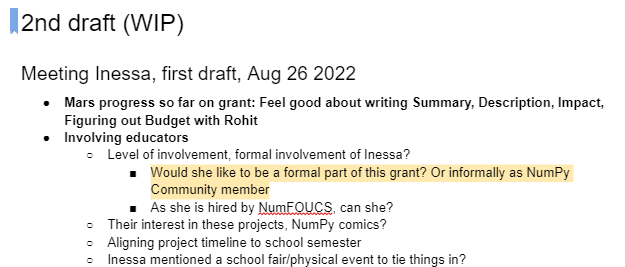 2nd draft (WIP)
Meeting Inessa, first draft, Aug 26 2022
● Mars progress so far on grant: Feel good about writing Summary, Description, Impact,
Figuring out Budget with Rohit
● Involving educators
○ Level of involvement, formal involvement of Inessa?
■ Would she like to be a formal part of this grant? Or informally as NumPy
Community member
■ As she is hired by NumFOUCS, can she?
○ Their interest in these projects, NumPy comics?
○ Aligning project timeline to school semester
○ Inessa mentioned a school fair/physical event to tie things in?